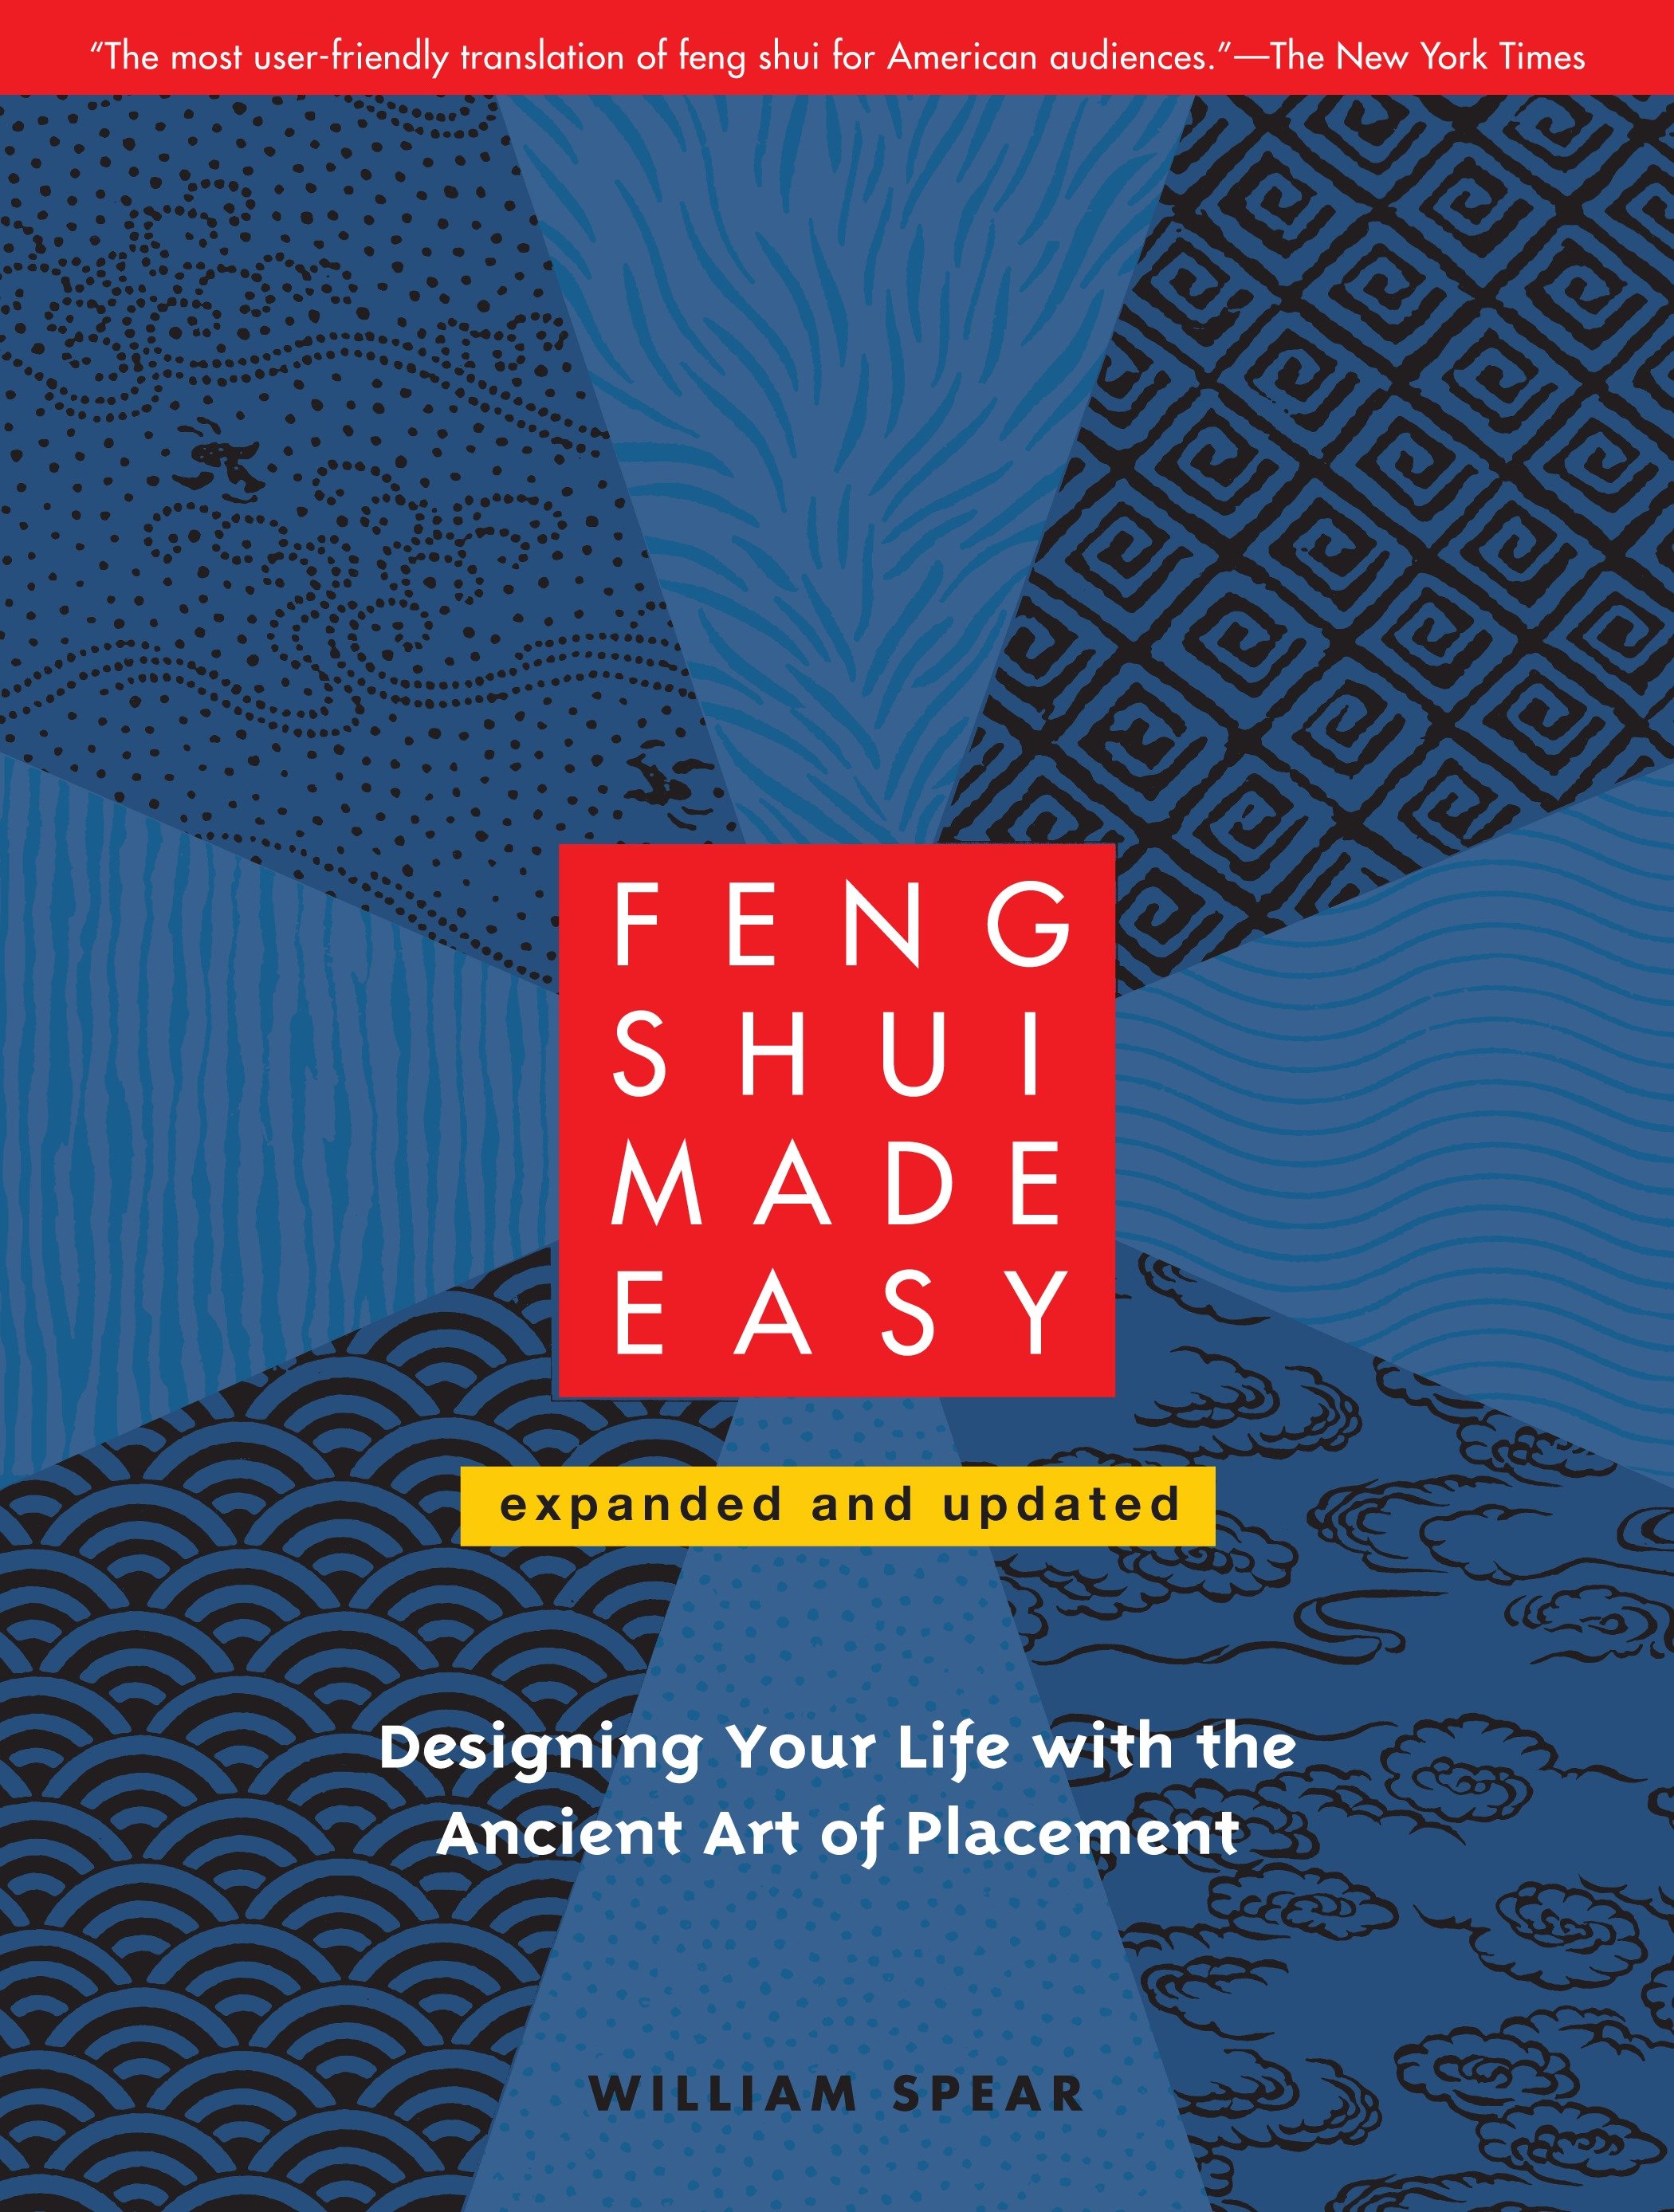 “The most user-friendly translation of feng shui for American audiences.”—The New York Times
FENG
SHUI
MADE
EASY
expanded and updated
Designing Your Life with the
Ancient Art of Placement
WILLIAM SPEAR